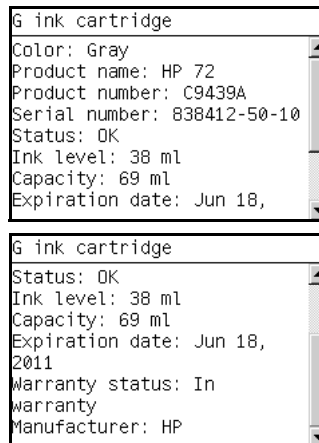 G ink cartridge
Color: Gray
Product name: HP 72
Product number: C9439A
Serial number: 838412-50-10
Status: OK
Ink level: 38 ml
Capacity: 69 ml
Expiration date: Jun 18,
G ink cartridge
Status: OK
Ink level: 38 ml
Capacity: 69 ml
Expiration date: Jun 18,
2011
Warranty status: In
warranty
Manufacturer: HP